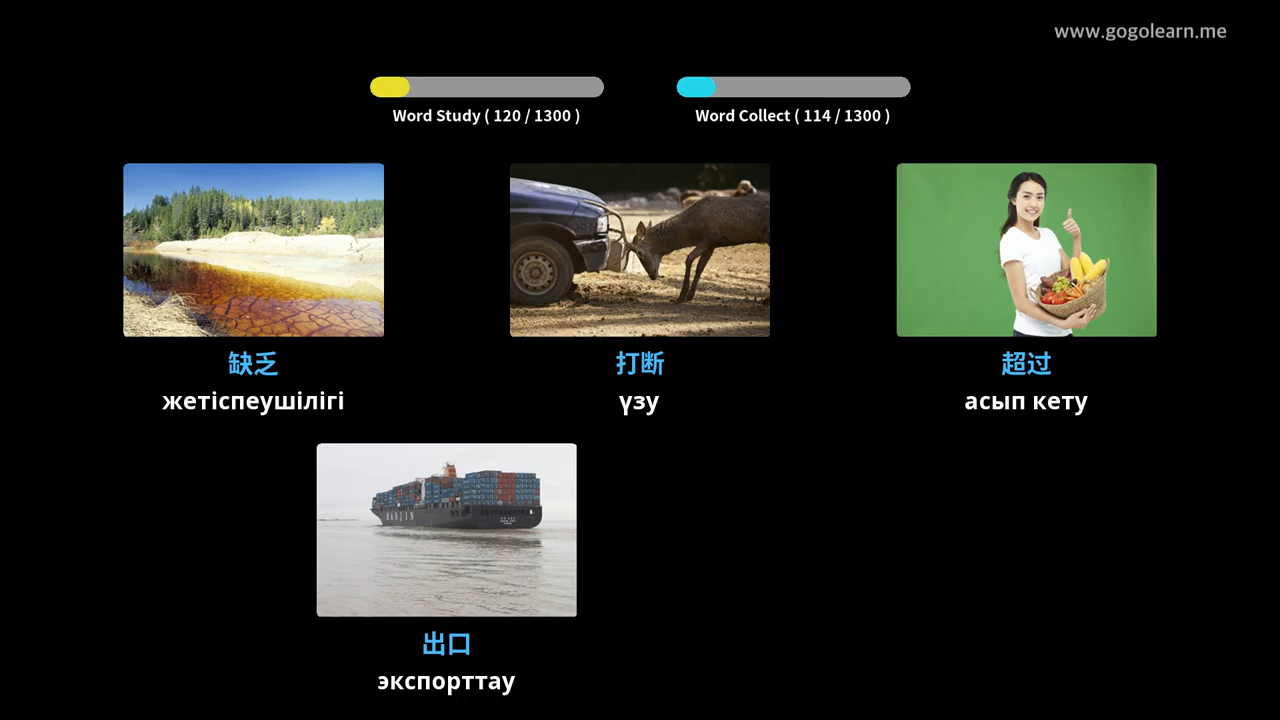 www.gogolearn.me
Word Study ( 120 / 1300 )
Word Collect ( 114 / 1300 )
缺乏
打断
超过
жетіспеушілігі
үзу
асып кету
HANJIN
出口
экспорттау